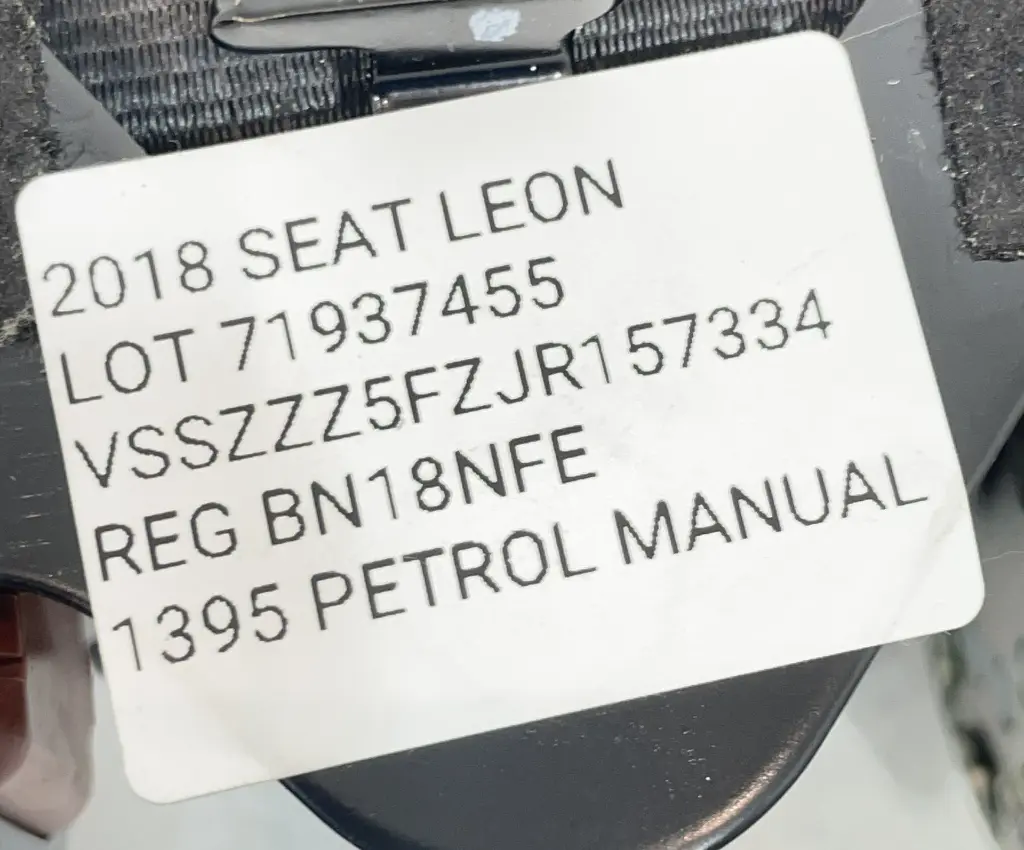 2018 SEAT LEON
LOT 71937455
VSSZZZ5FZJR157334
REG BN18NFE
1395 PETROL MANUAL